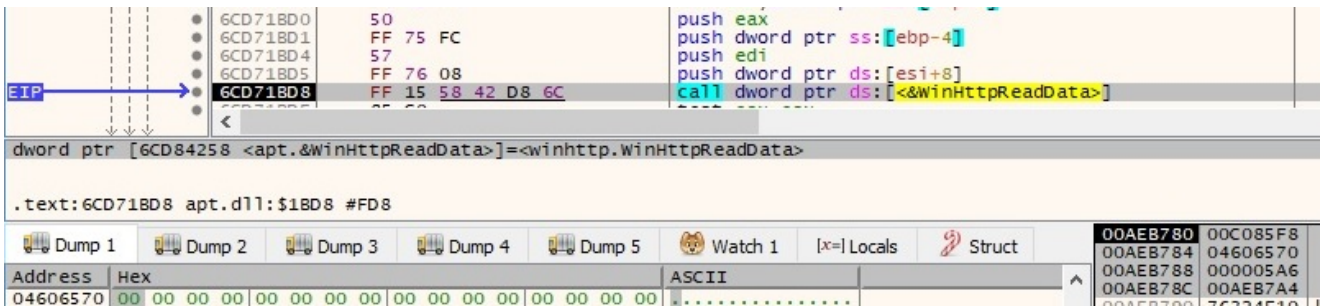 6CD71BD0 50 push eax
6CD71BD1 FF 75 FC push dword ptr ss:[ebp-4]
6CD71BD4 57 push edi
6CD71BD5 FF 76 08 push dword ptr ds:[esi+8]
EIP 6CD71BD8 FF 15 58 42 D8 6C call dword ptr ds:[<&WinHttpReadData>]
dword ptr [6CD84258 <apt.&WinHttpReadData>]=<winhttp.WinHttpReadData>
.text:6CD71BD8 apt.dll:$1BD8 #FD8
Dump 1 Dump 2 Dump 3 Dump 4 Dump 5 Watch 1 [x=] Locals Struct
Address Hex ASCII
04606570 00 00 00 00 00 00 00 00 00 00 00 00 00 00 00 00 ................
00AEB780 00C085F8
00AEB784 04606570
00AEB788 000005A6
00AEB78C 00AEB7A4